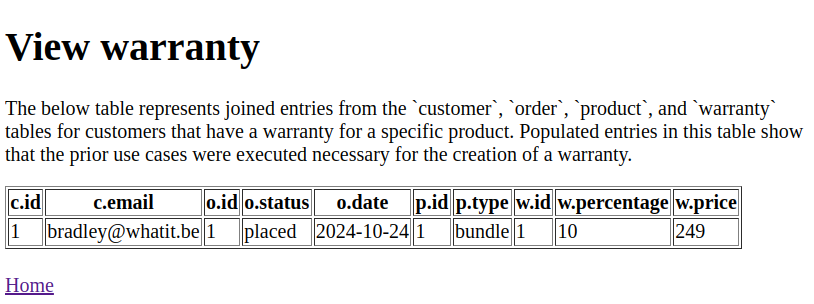 View warranty
The below table represents joined entries from the `customer`, `order`, `product`, and `warranty`
tables for customers that have a warranty for a specific product. Populated entries in this table show
that the prior use cases were executed necessary for the creation of a warranty.
c.id c.email o.id o.status o.date p.id p.type w.id w.percentage w.price
1 bradley@whatit.be 1 placed 2024-10-24 1 bundle 1 10 249
Home